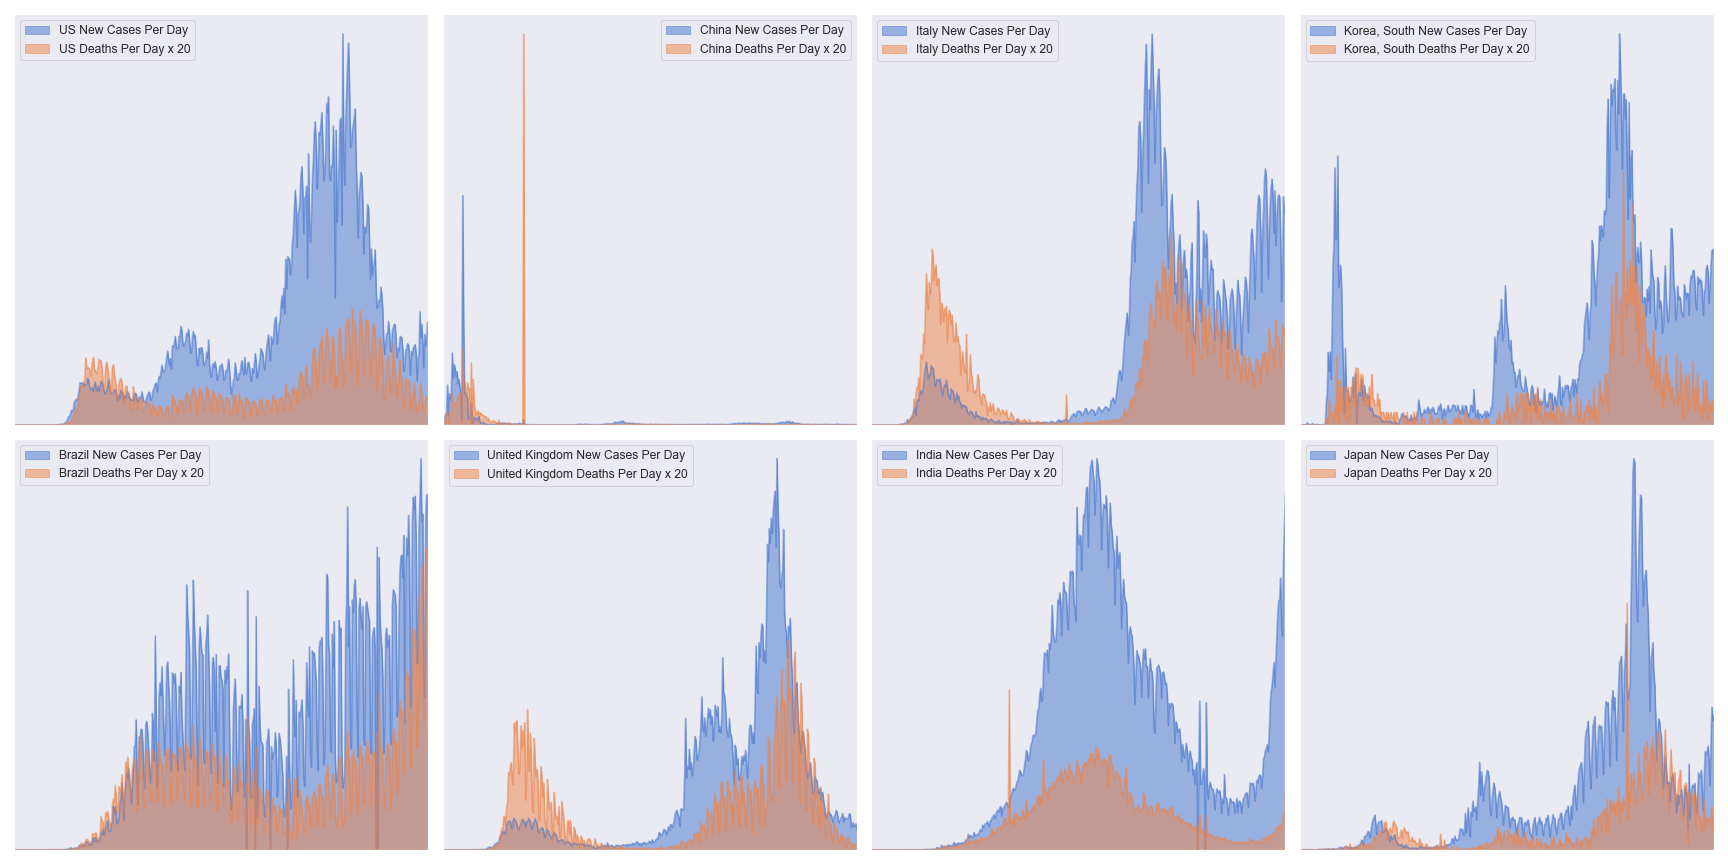 US New Cases Per Day
US Deaths Per Day x 20
China New Cases Per Day
China Deaths Per Day x 20
Italy New Cases Per Day
Italy Deaths Per Day x 20
Korea, South New Cases Per Day
Korea, South Deaths Per Day x 20
Brazil New Cases Per Day
Brazil Deaths Per Day x 20
United Kingdom New Cases Per Day
United Kingdom Deaths Per Day x 20
India New Cases Per Day
India Deaths Per Day x 20
Japan New Cases Per Day
Japan Deaths Per Day x 20